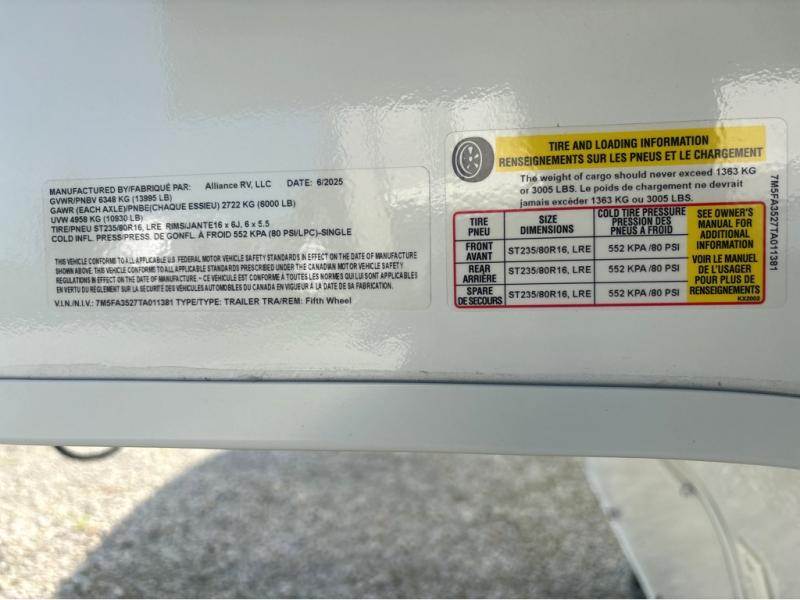 MANUFACTURED BY/FABRIQUÉ PAR: Alliance RV, LLC DATE: 6/2025
GVWR/PNBV 6348 KG (13995 LB)
GAWR (EACH AXLE)/PNBE(CHAQUE ESSIEU) 2722 KG (6000 LB)
UVW 4958 KG (10930 LB)
TIRE/PNEU ST235/80R16, LRE RIMS/JANTE16 x 6J, 6 x 5.5
COLD INFL. PRESS/PRESS. DE GONFL. À FROID 552 KPA (80 PSI/LPC)-SINGLE
THIS VEHICLE CONFORMS TO ALL APPLICABLE U.S. FEDERAL MOTOR VEHICLE SAFETY STANDARDS IN EFFECT ON THE DATE OF MANUFACTURE
SHOWN ABOVE. THIS VEHICLE CONFORMS TO ALL APPLICABLE STANDARDS PRESCRIBED UNDER THE CANADIAN MOTOR VEHICLE SAFETY
REGULATIONS IN EFFECT ON THE DATE OF MANUFACTURE. – CE VÉHICULE EST CONFORME À TOUTES LES NORMES QUI LUI SONT APPLICABLES
EN VERTU DU RÈGLEMENT SUR LA SÉCURITÉ DES VÉHICULES AUTOMOBILES DU CANADA EN VIGUEUR À LA DATE DE SA FABRICATION.
V.I.N./N.I.V.: 7M5FA3527TA011381 TYPE/TYPE: TRAILER TRA/REM: Fifth Wheel
TIRE AND LOADING INFORMATION
RENSEIGNEMENTS SUR LES PNEUS ET LE CHARGEMENT
The weight of cargo should never exceed 1363 KG
or 3005 LBS. Le poids de chargement ne devrait
jamais excéder 1363 KG ou 3005 LBS.
TIRE PNEU
SIZE DIMENSIONS
COLD TIRE PRESSURE PRESSION DES PNEUS A FROID
FRONT AVANT
ST235/80R16, LRE
552 KPA /80 PSI
REAR ARRIÈRE
ST235/80R16, LRE
552 KPA /80 PSI
SPARE DE SECOURS
ST235/80R16, LRE
552 KPA /80 PSI
SEE OWNER'S
MANUAL FOR
ADDITIONAL
INFORMATION
VOIR LE MANUEL
DE L'USAGER
POUR PLUS DE
RENSEIGNEMENTS
KX2002
7M5FA3527TA011381